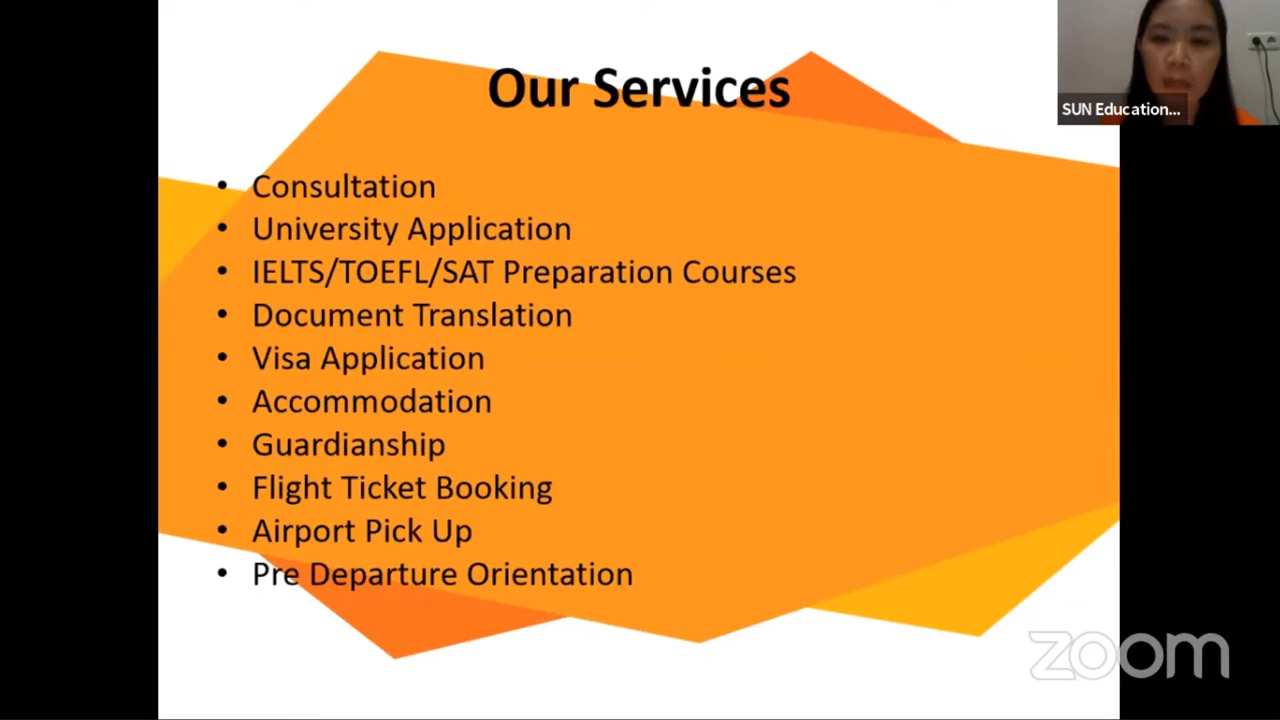 Our Services
SUN Education...
• Consultation
• University Application
• IELTS/TOEFL/SAT Preparation Courses
• Document Translation
• Visa Application
• Accommodation
• Guardianship
• Flight Ticket Booking
• Airport Pick Up
• Pre Departure Orientation
zoom